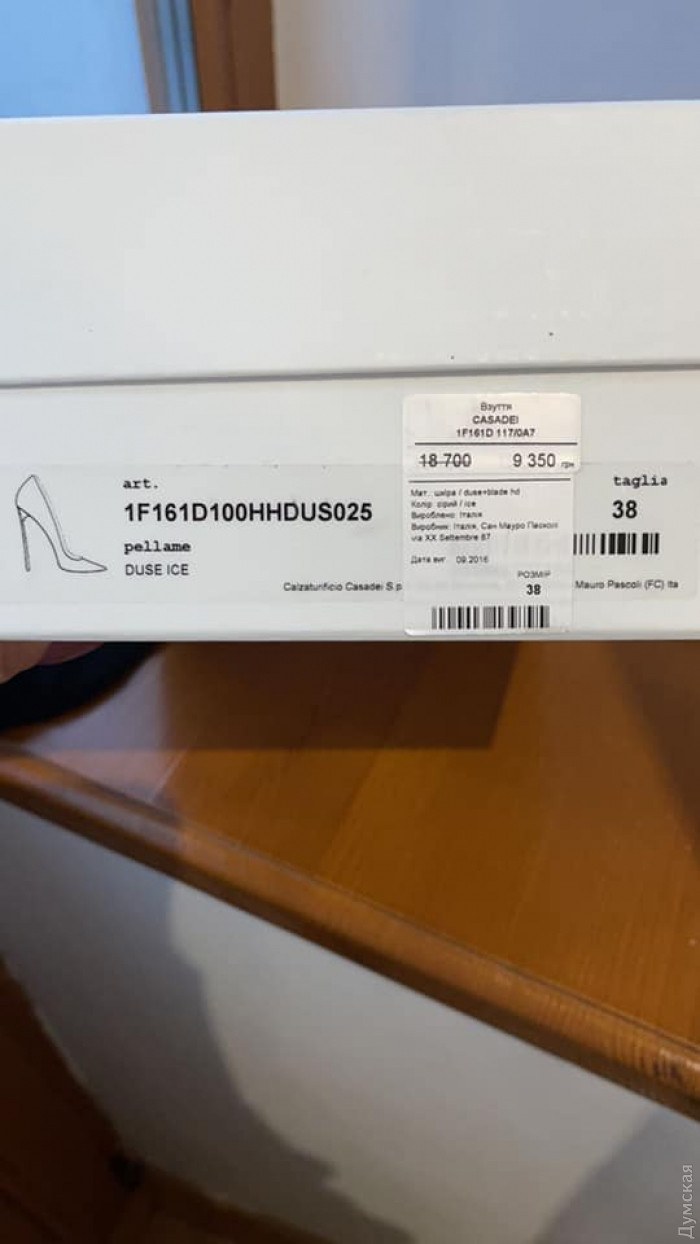 Взуття
CASADEI
1F161D 117/0A7
18 700 9 350 грн
art.
1F161D100HHDUS025
pellame
DUSE ICE
Calzaturificio Casadei S.p
Мат.: шкіра / duse+blade hd
Колір: сірий / ice
Вироблено: Італія
Виробник: Італія, Сан Мауро Пасколі
via XX Settembre 87
Дата виг. 09.2016
РОЗМІР
38
taglia
38
Mauro Pascoli (FC) Ita
Думская